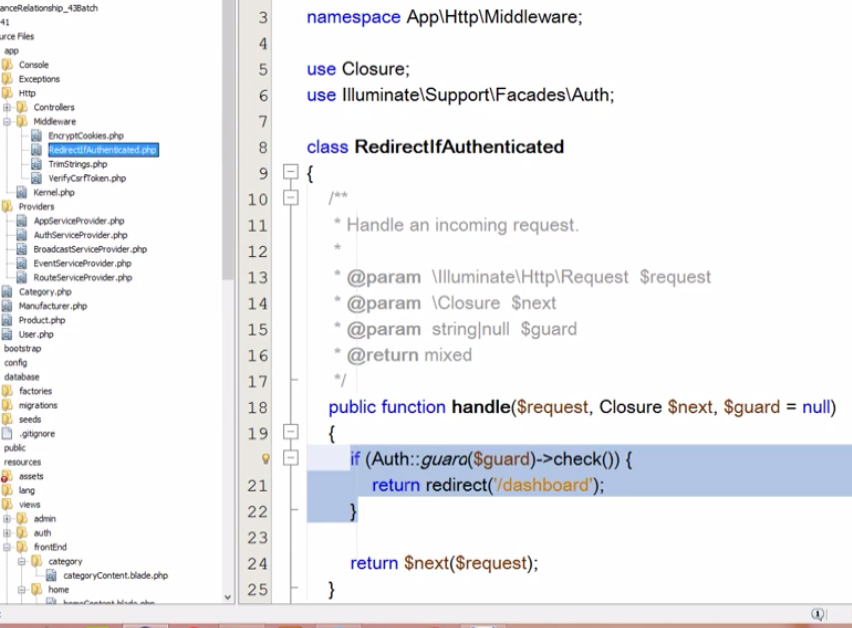 anceRelationship_43Batch
41
urce Files
app
Console
Exceptions
Http
Controllers
Middleware
EncryptCookies.php
RedirectIfAuthenticated.php
TrimStrings.php
VerifyCsrfToken.php
Kernel.php
Providers
AppServiceProvider.php
AuthServiceProvider.php
BroadcastServiceProvider.php
EventServiceProvider.php
RouteServiceProvider.php
Category.php
Manufacturer.php
Product.php
User.php
bootstrap
config
database
factories
migrations
seeds
.gitignore
public
resources
assets
lang
views
admin
auth
frontEnd
category
categoryContent.blade.php
home
homeContent.blade.php
3 namespace App\Http\Middleware;
4
5 use Closure;
6 use Illuminate\Support\Facades\Auth;
7
8 class RedirectIfAuthenticated
9 {
10 /**
11 * Handle an incoming request.
12 *
13 * @param \Illuminate\Http\Request $request
14 * @param \Closure $next
15 * @param string|null $guard
16 * @return mixed
17 */
18 public function handle($request, Closure $next, $guard = null)
19 {
if (Auth::guard($guard)->check()) {
21 return redirect('/dashboard');
22 }
23
24 return $next($request);
25 }